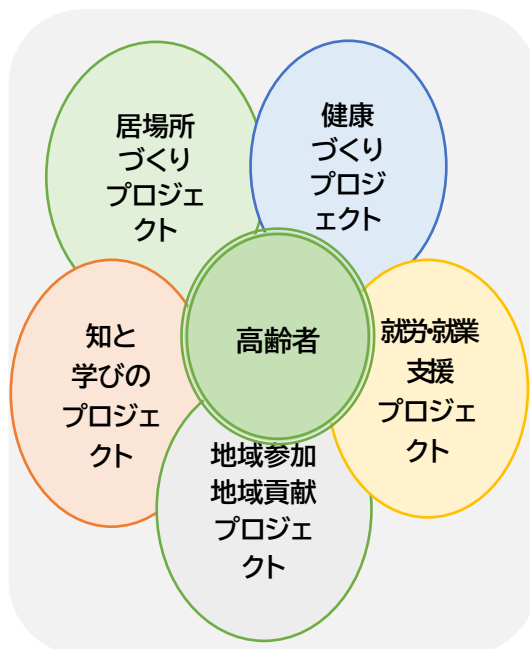 居場所
づくり
プロジェ
クト
健康
づくり
プロジ
ェクト
高齢者
知と
学びの
プロジェ
クト
就労・就業
支援
プロジェ
クト
地域参加
地域貢献
プロジェ
クト